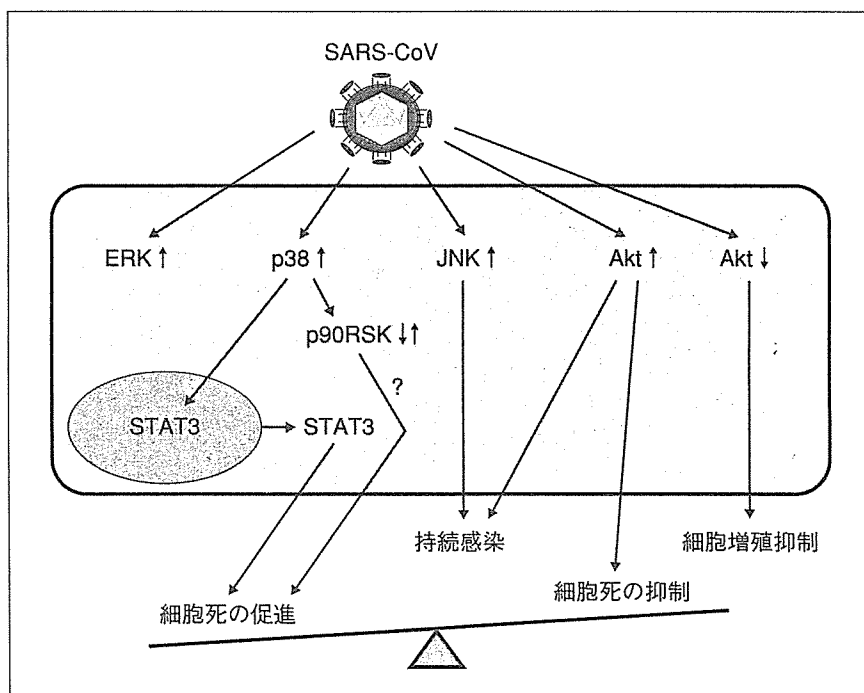 SARS-CoV
ERK↑
p38↑
JNK↑
Akt↑
Akt↓
p90RSK↓↑
?
STAT3
STAT3
持続感染
細胞増殖抑制
細胞死の促進
細胞死の抑制